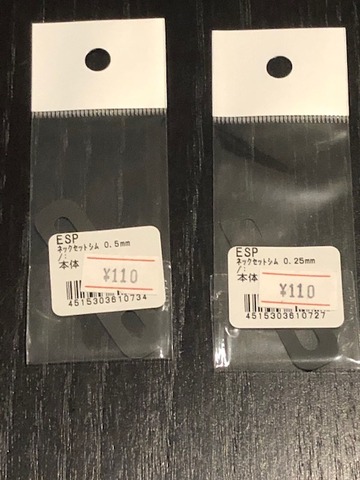 ESP
ネックセットシム 0.5mm
/:
本体
¥110
4515303610734
ESP
ネックセットシム 0.25mm
/:
本体
¥110
4515303610727